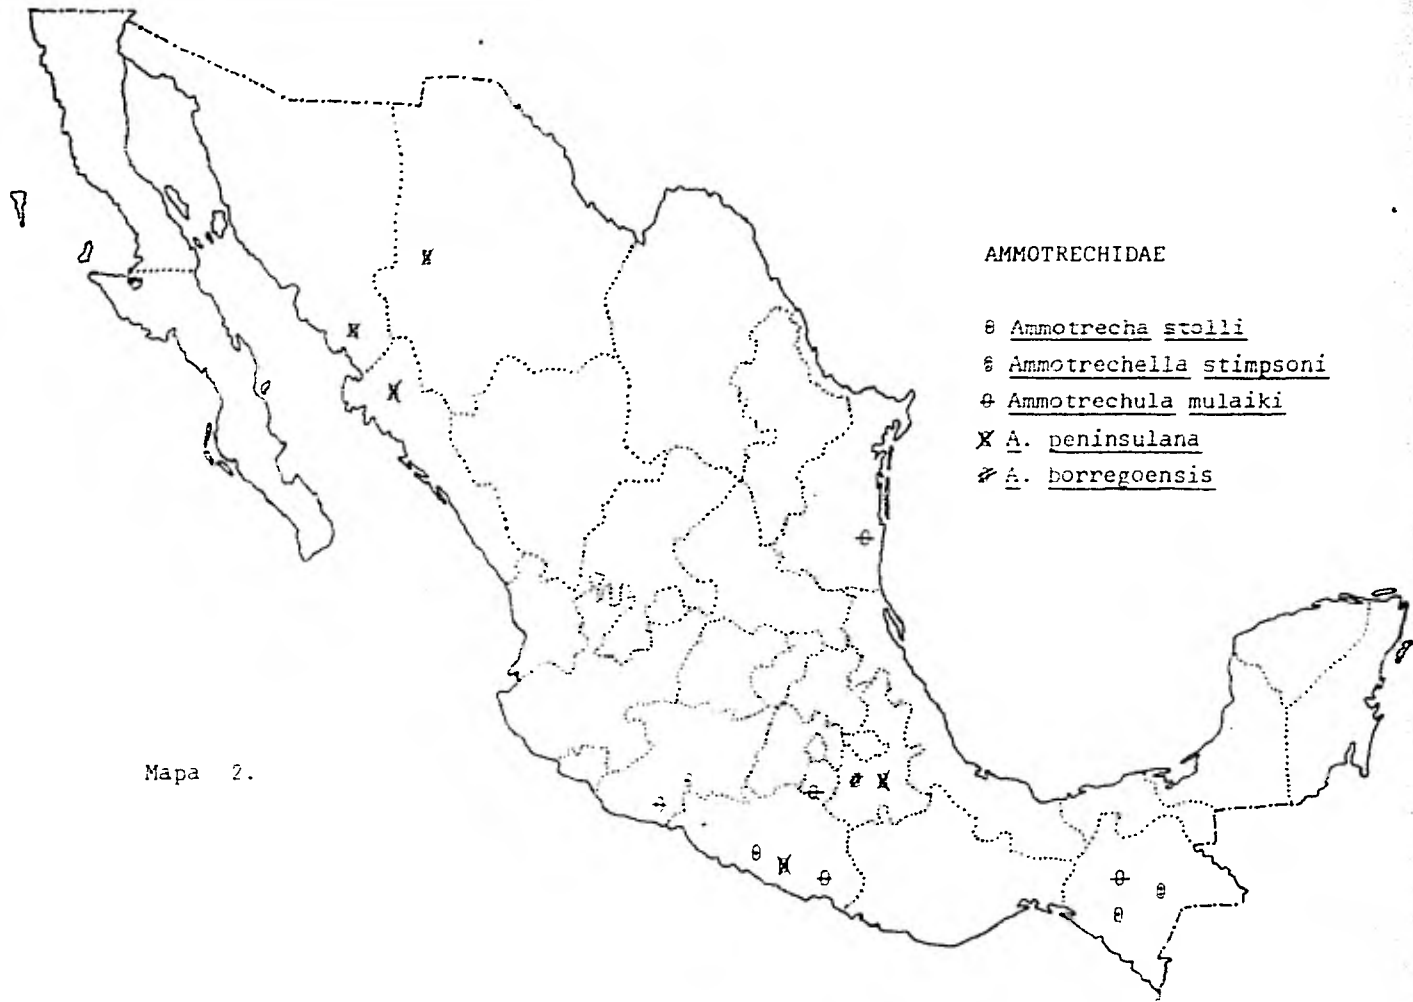 AMMOTRECHIDAE
Ammotrecha stolli
Ammotrechella stimpsoni
Ammotrechula mulaiki
A. peninsulana
A. borregoensis
Mapa 2.